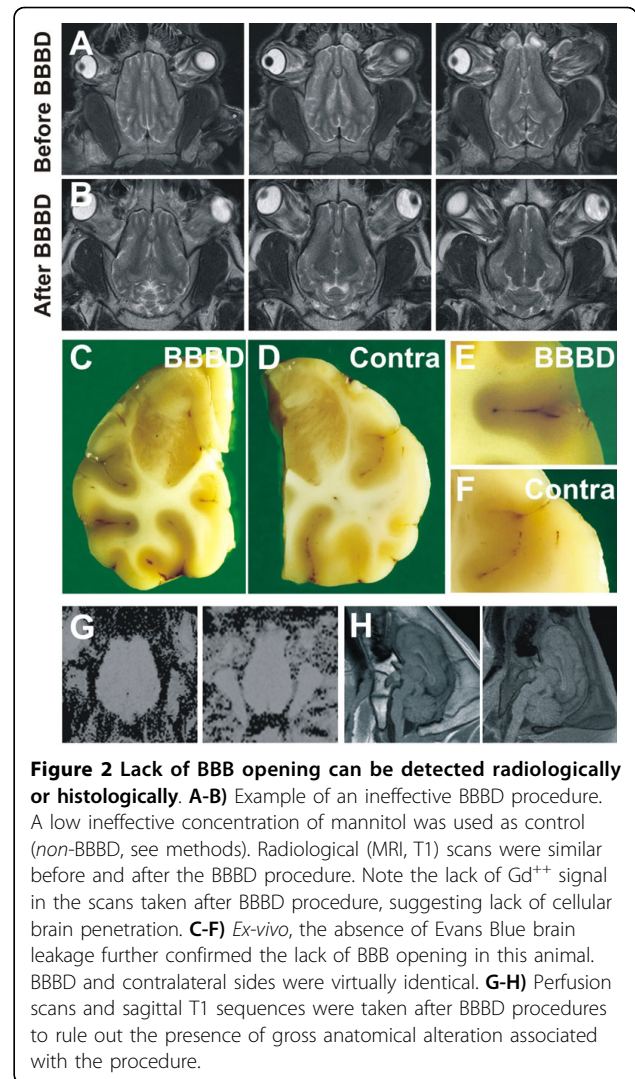 A
Before BBBD
B
After BBBD
C
BBBD
D
Contra
E
BBBD
F
Contra
G
H
Figure 2 Lack of BBB opening can be detected radiologically
or histologically. A-B) Example of an ineffective BBBD procedure.
A low ineffective concentration of mannitol was used as control
(non-BBBD, see methods). Radiological (MRI, T1) scans were similar
before and after the BBBD procedure. Note the lack of Gd++ signal
in the scans taken after BBBD procedure, suggesting lack of cellular
brain penetration. C-F) Ex-vivo, the absence of Evans Blue brain
leakage further confirmed the lack of BBB opening in this animal.
BBBD and contralateral sides were virtually identical. G-H) Perfusion
scans and sagittal T1 sequences were taken after BBBD procedures
to rule out the presence of gross anatomical alteration associated
with the procedure.